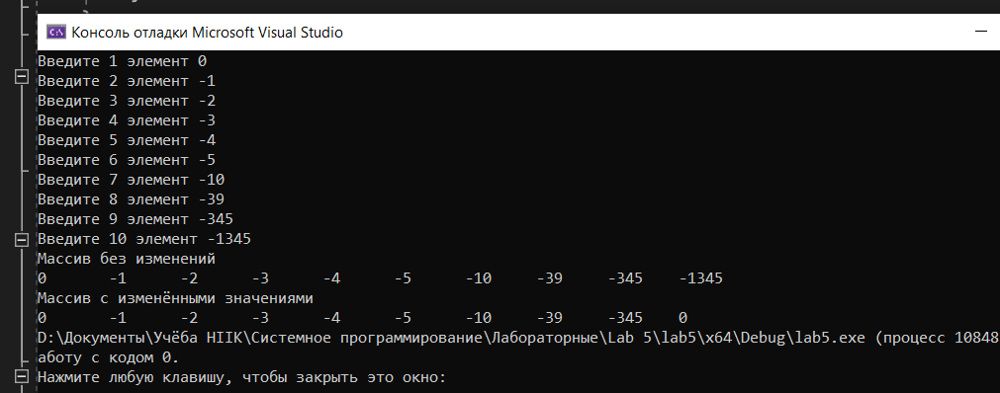 Консоль отладки Microsoft Visual Studio
Введите 1 элемент 0
Введите 2 элемент -1
Введите 3 элемент -2
Введите 4 элемент -3
Введите 5 элемент -4
Введите 6 элемент -5
Введите 7 элемент -10
Введите 8 элемент -39
Введите 9 элемент -345
Введите 10 элемент -1345
Массив без изменений
0 -1 -2 -3 -4 -5 -10 -39 -345 -1345
Массив с изменёнными значениями
0 -1 -2 -3 -4 -5 -10 -39 -345 0
D:\Документы\Учёба НИК\Системное программирование\Лабораторные\Lab 5\lab5\x64\Debug\lab5.exe (процесс 10848
аботу с кодом 0.
Нажмите любую клавишу, чтобы закрыть это окно: